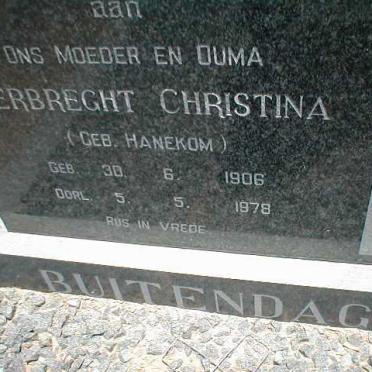 aan
ONS MOEDER EN OUMA
ERBRECHT CHRISTINA
(GEB. HANEKOM)
GEB. 30. 6. 1906
OORL. 5. 5. 1978
RUS IN VREDE
BUITENDAG